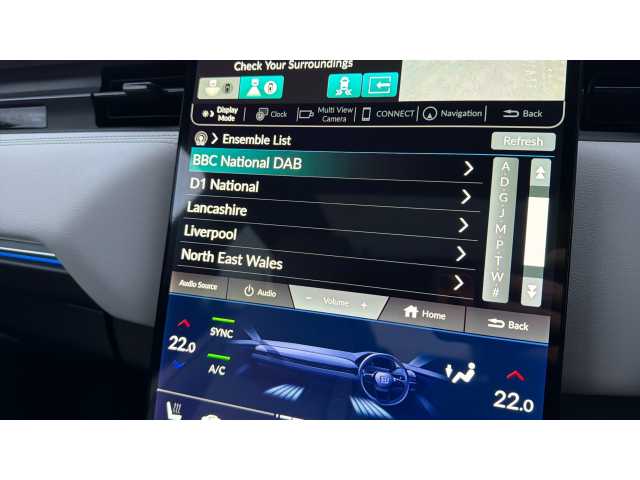 Check Your Surroundings
Display Mode
Clock
Multi View Camera
CONNECT
Navigation
Back
Ensemble List
Refresh
BBC National DAB
D1 National
Lancashire
Liverpool
North East Wales
A
D
G
J
M
P
T
W
#
Audio Source
Audio
− Volume +
Home
Back
SYNC
22.0
A/C
22.0